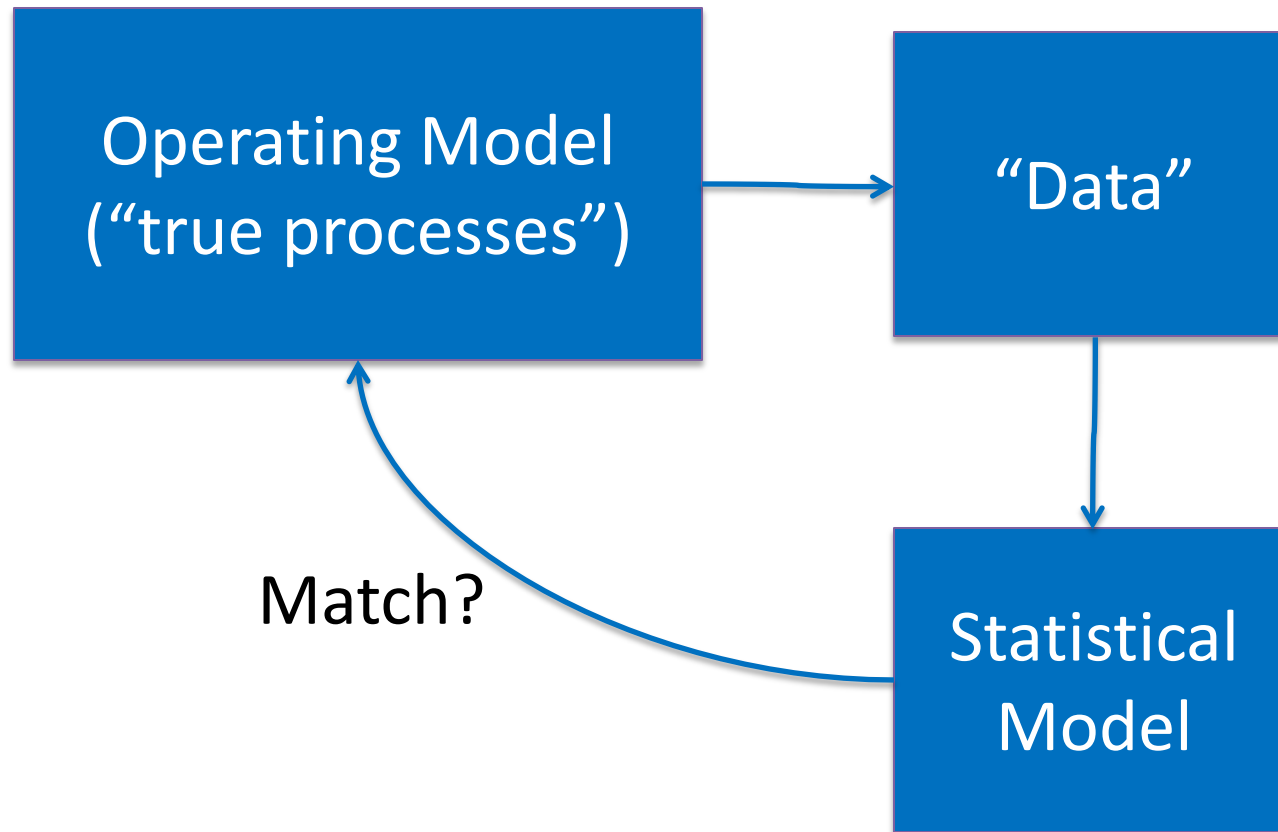 Operating Model
(“true processes”)
“Data”
Match?
Statistical
Model